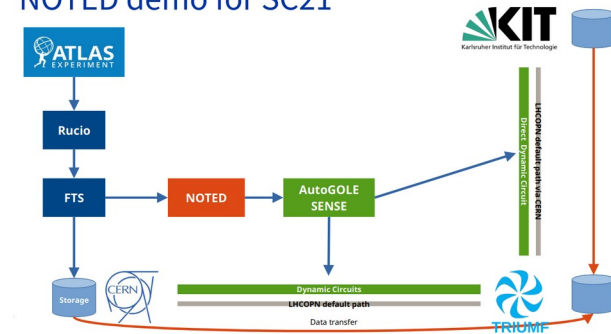 NOTED demo for SC21
ATLAS
EXPERIMENT
KIT
Karlsruher Institut für Technologie
Rucio
FTS
NOTED
AutoGOLE
SENSE
Direct Dynamic Circuit
LHCOPN default path via CERN
Storage
CERN
Dynamic Circuits
LHCOPN default path
Data transfer
TRIUMF